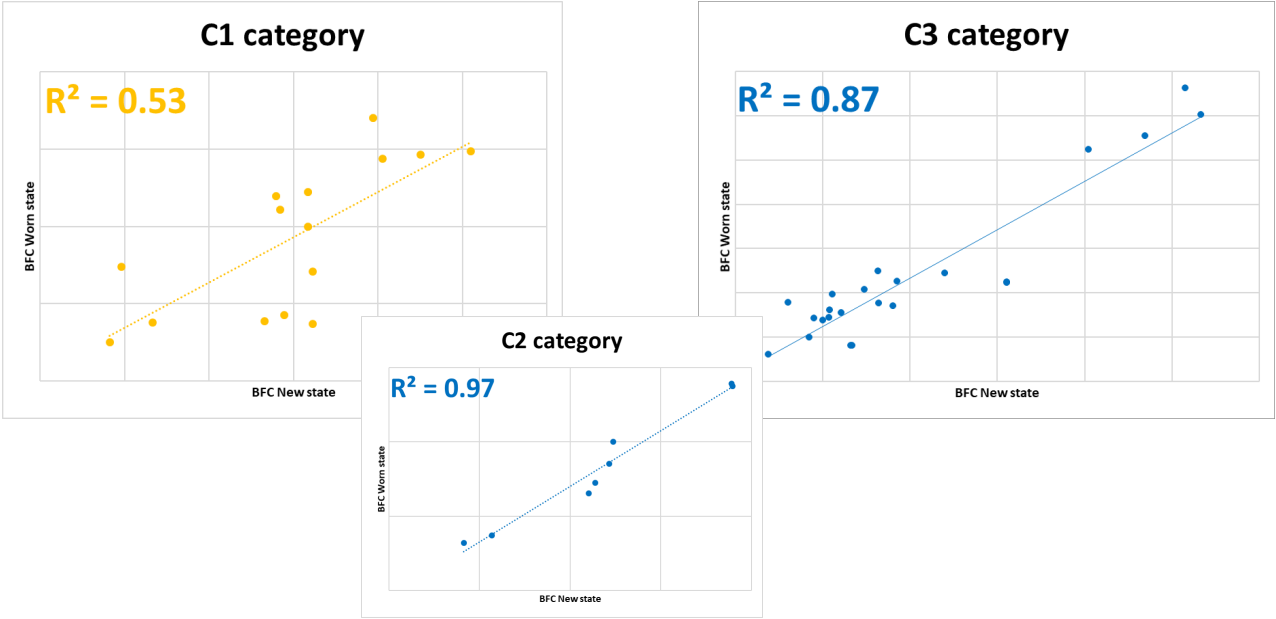 C1 category
R² = 0.53
BFC Worn state
BFC New state
C3 category
R² = 0.87
BFC Worn state
BFC New state
C2 category
R² = 0.97
BFC Worn state
BFC New state